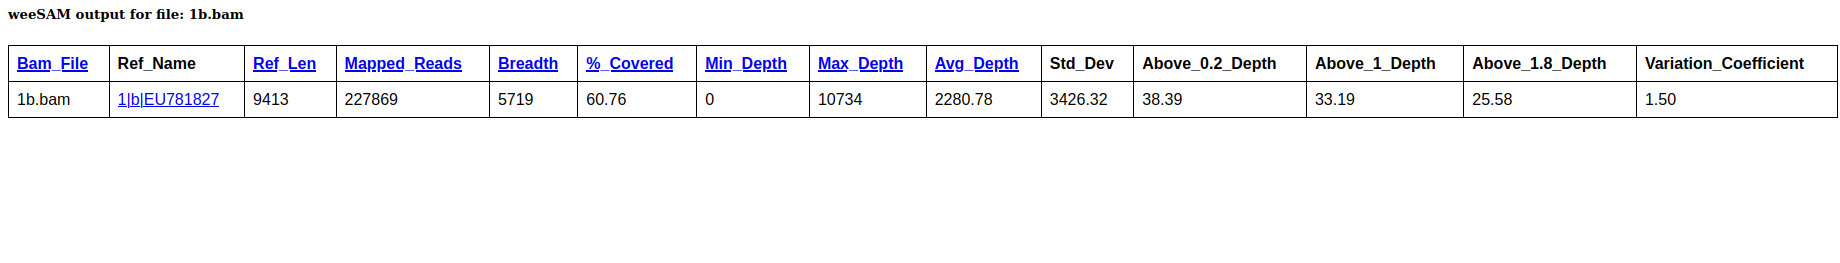 weeSAM output for file: 1b.bam
Bam_File Ref_Name Ref_Len Mapped_Reads Breadth %_Covered Min_Depth Max_Depth Avg_Depth Std_Dev Above_0.2_Depth Above_1_Depth Above_1.8_Depth Variation_Coefficient
1b.bam 1|b|EU781827 9413 227869 5719 60.76 0 10734 2280.78 3426.32 38.39 33.19 25.58 1.50